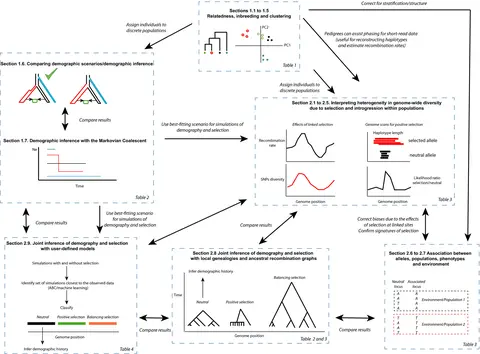 Sections 1.1 to 1.5
Relatedness, inbreeding and clustering
PC2
PC1
Table 1
Assign individuals to
discrete populations
Correct for stratification/structure
Pedigrees can assist phasing for short-read data
(useful for reconstructing haplotypes
and estimate recombination rates)
Assign individuals to
discrete populations
Section 1.6. Comparing demographic scenarios/demographic inference
Compare results
Section 1.7. Demographic inference with the Markovian Coalescent
Ne
Time
Table 2
Use best-fitting scenario for simulations of
demography and selection
Section 2.1 to 2.5. Interpreting heterogeneity in genome-wide diversity
due to selection and introgression within populations
Effects of linked selection
Genome scans for positive selection
Recombination
rate
Haplotype length
selected allele
neutral allele
SNPs diversity
Likelihood ratio
selection/neutral
Genome position
Genome position
Table 3
Compare results
Use best-fitting scenario
for simulations
of demography
and selection
Compare results
Correct biases due to the effects
of selection at linked sites
Confirm signatures of selection
Section 2.9. Joint inference of demography and selection
with user-defined models
Simulations with and without selection
Identify set of simulations closest to the observed data
(ABC/machine learning)
Classify
Neutral
Positive selection
Balancing selection
Genome position
Infer demographic history
Table 4
Compare results
Section 2.8 Joint inference of demography and selection
with local genealogies and ancestral recombination graphs
Infer demographic history
Balancing selection
Time
Neutral
Positive selection
Genome position
Table 2 and 3
Compare results
Section 2.6 to 2.7 Association between
alleles, populations, phenotypes
and environment
Neutral
locus
Associated
locus
Environment/Population 1
Environment/Population 2
Table 3